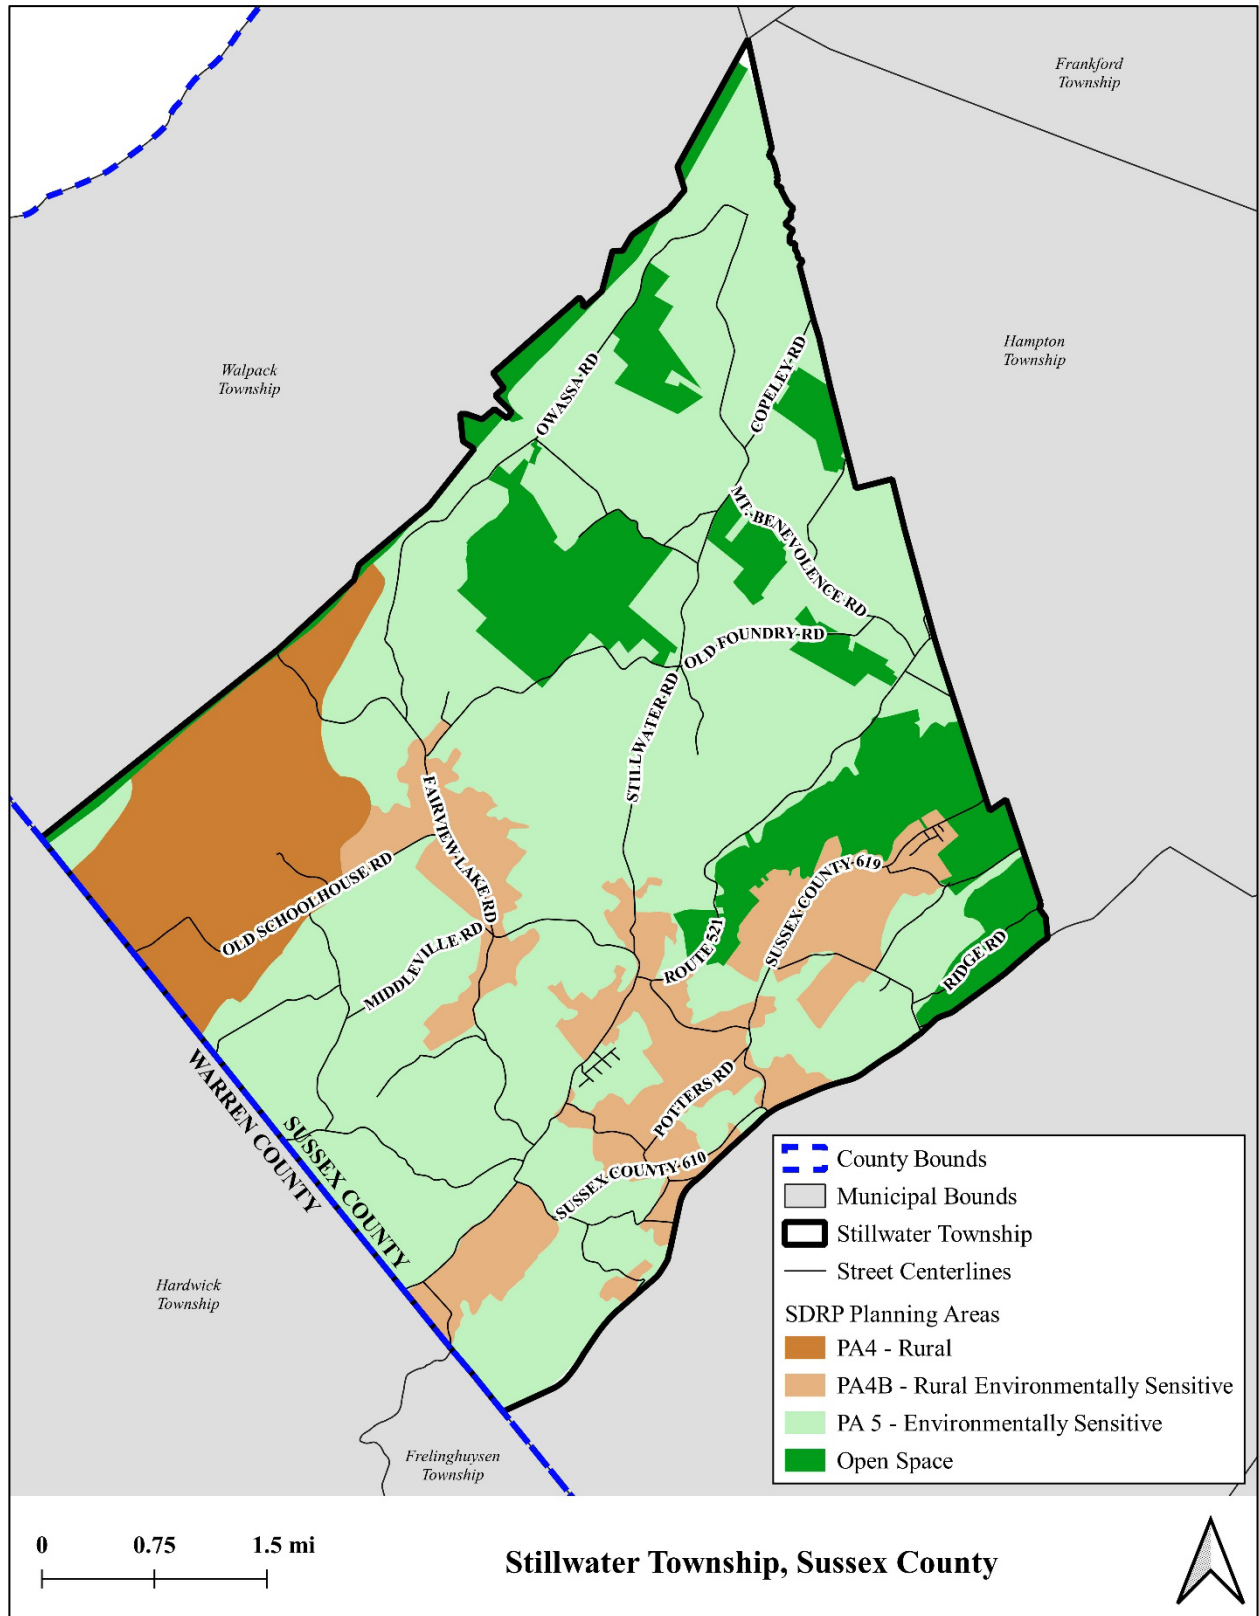 Frankford
Township
Hampton
Township
Walpack
Township
OWASSA RD
COPELEY RD
MT. BENEVOLENCE RD
OLD FOUNDRY RD
STILLWATER RD
FAIRVIEW LAKE RD
OLD SCHOOLHOUSE RD
SUSSEX COUNTY 619
MIDDLEVILLE RD
ROUTE 521
RIDGE RD
POTTERS RD
SUSSEX COUNTY 610
WARREN COUNTY
SUSSEX COUNTY
Hardwick
Township
Frelinghuysen
Township
County Bounds
Municipal Bounds
Stillwater Township
Street Centerlines
SDRP Planning Areas
PA4 - Rural
PA4B - Rural Environmentally Sensitive
PA 5 - Environmentally Sensitive
Open Space
0 0.75 1.5 mi
Stillwater Township, Sussex County